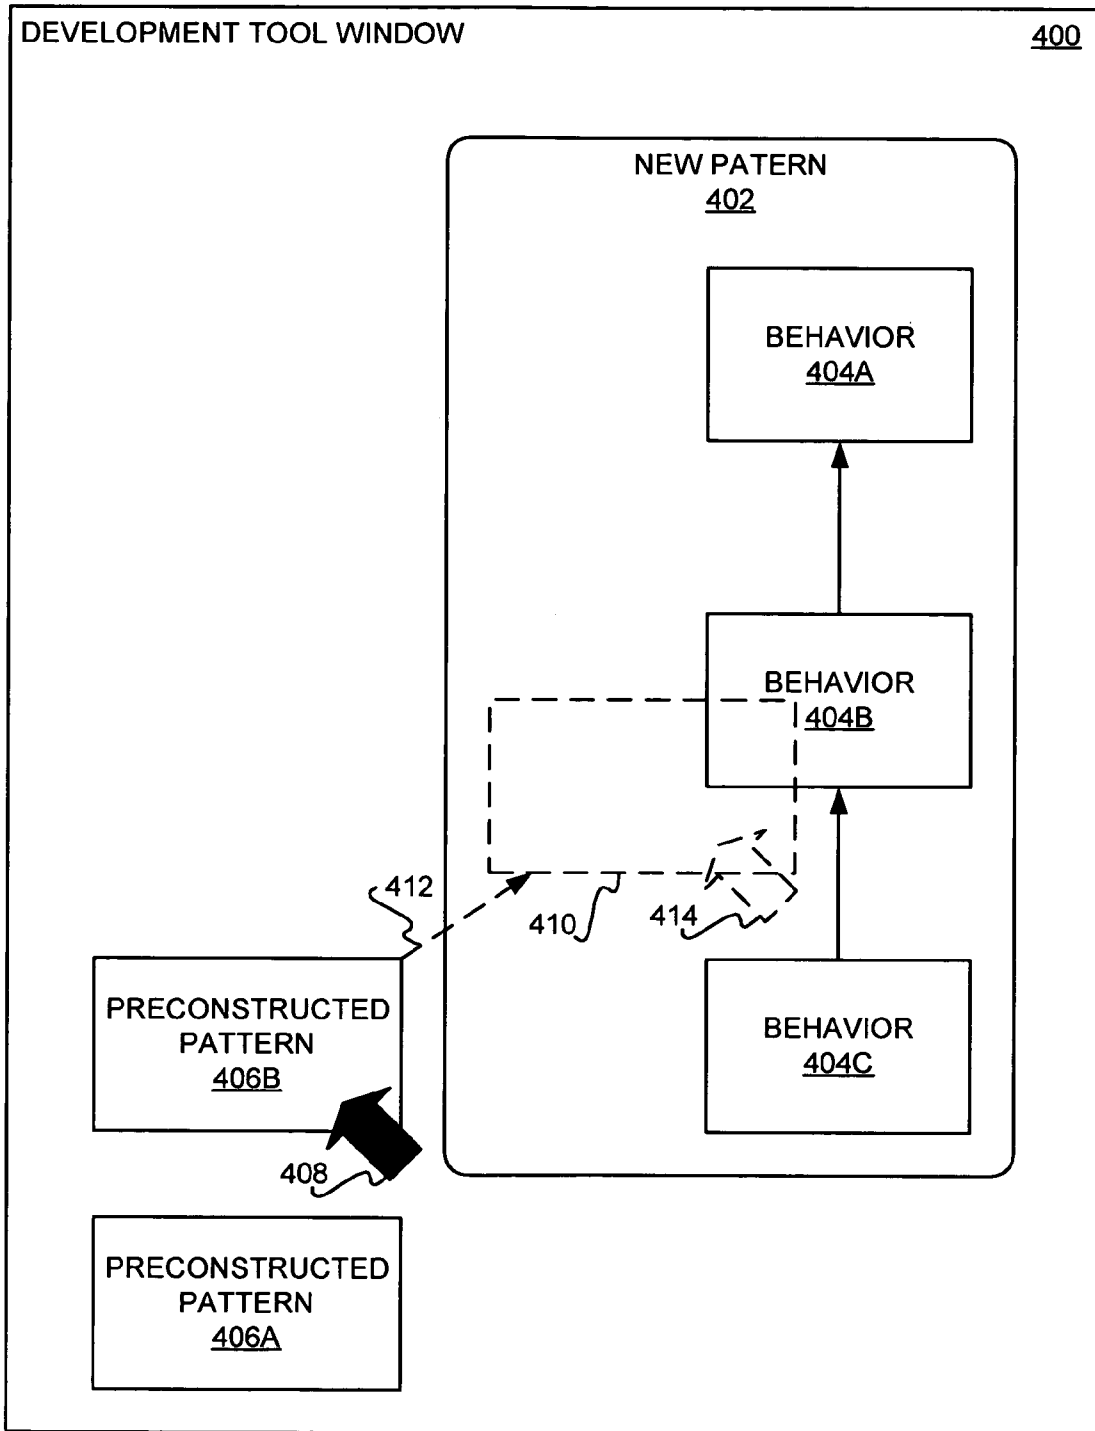 DEVELOPMENT TOOL WINDOW
400
NEW PATERN
402
BEHAVIOR
404A
BEHAVIOR
404B
412
410
414
PRECONSTRUCTED
PATTERN
406B
BEHAVIOR
404C
408
PRECONSTRUCTED
PATTERN
406A